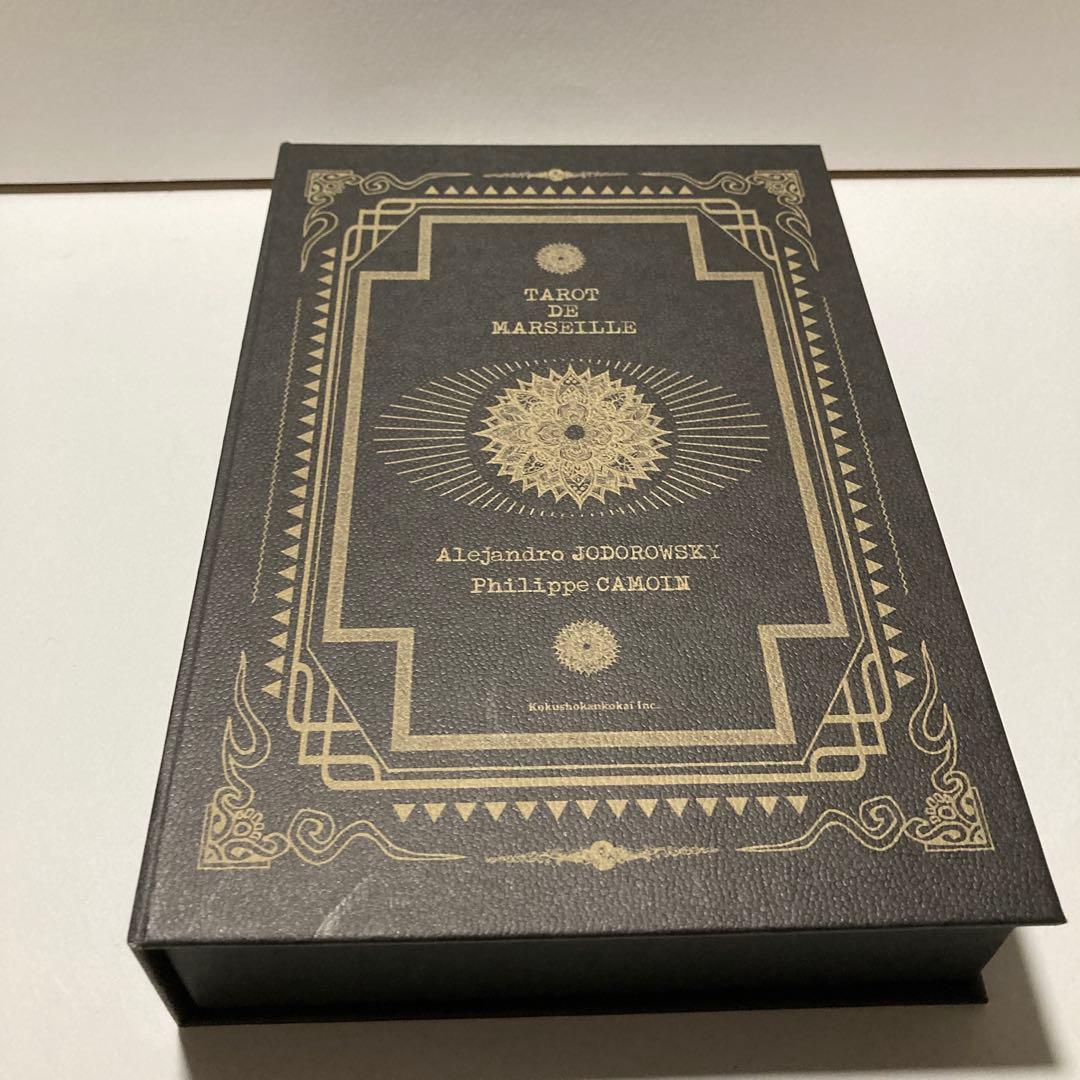 TAROT
DE
MARSEILLE
Alejandro JODOROWSKY
Philippe CAMOIN
Kokushokankokai Inc.